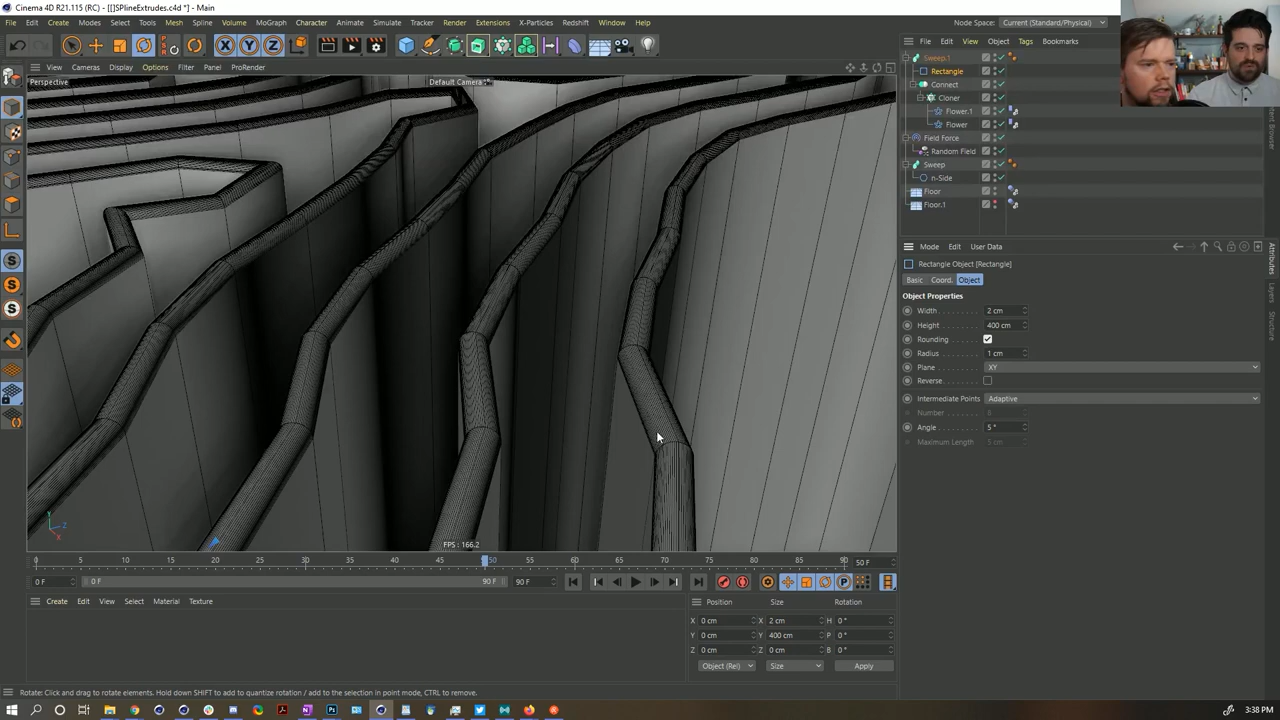 Cinema 4D R21.115 (RC) - [[]SPlineExtrudes.c4d *] - Main
File Edit Create Modes Select Tools Mesh Spline Volume MoGraph Character Animate Simulate Tracker Render Extensions X-Particles Redshift Window Help
Node Space: Current (Standard/Physical)
View Cameras Display Options Filter Panel ProRender
Perspective
Default Camera
FPS : 166.2
File Edit View Object Tags Bookmarks
Sweep.1
Rectangle
Connect
Cloner
Flower.1
Flower
Field Force
Random Field
Sweep
n-Side
Floor
Floor.1
Mode Edit User Data
Rectangle Object [Rectangle]
Basic Coord. Object
Object Properties
Width 2 cm
Height 400 cm
Rounding
Radius 1 cm
Plane XY
Reverse
Intermediate Points Adaptive
Number 8
Angle 5 °
Maximum Length 5 cm
Attributes
Layers
Structure
0 5 10 15 20 25 30 35 40 45 50 55 60 65 70 75 80 85 90 50 F
0 F 0 F 90 F 90 F
Create Edit View Select Material Texture
Position Size Rotation
X 0 cm X 2 cm H 0 °
Y 0 cm Y 400 cm P 0 °
Z 0 cm Z 0 cm B 0 °
Object (Rel) Size Apply
Rotate: Click and drag to rotate elements. Hold down SHIFT to add to quantize rotation / add to the selection in point mode, CTRL to remove.
3:38 PM